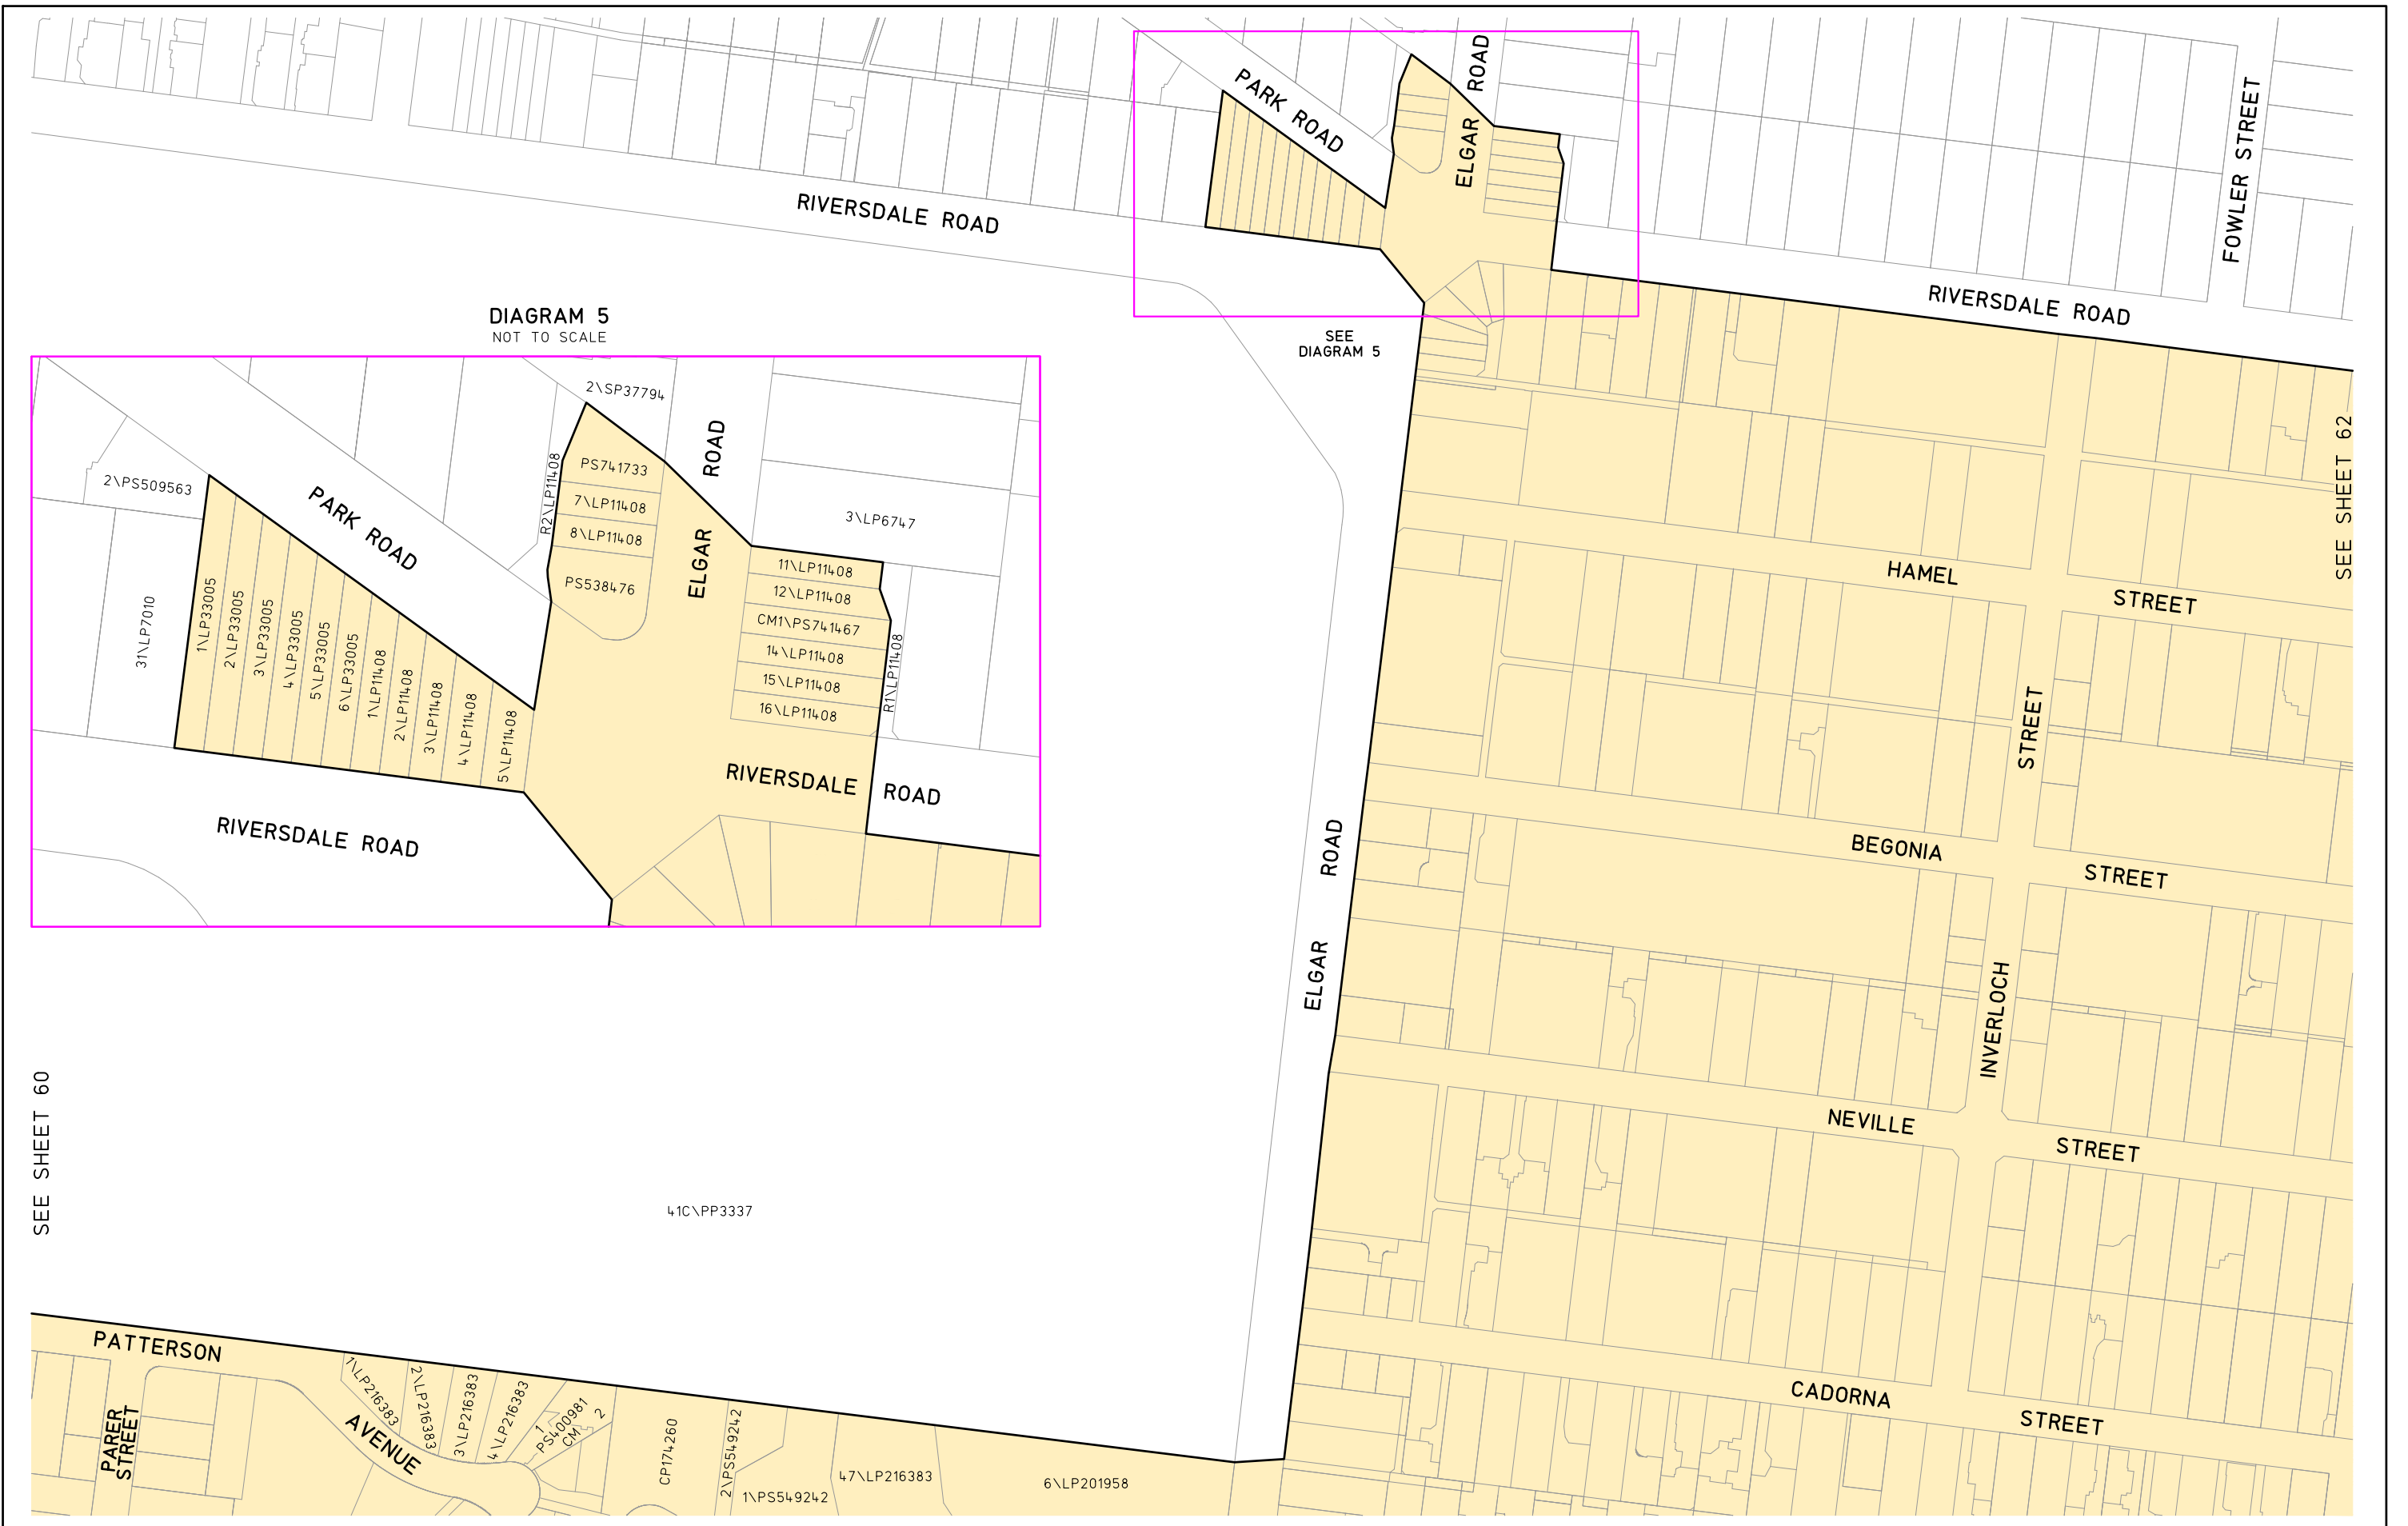 PARK ROAD
ELGAR
ROAD
FOWLER STREET
RIVERSDALE ROAD
RIVERSDALE ROAD
SEE
DIAGRAM 5
DIAGRAM 5
NOT TO SCALE
2\SP37794
ROAD
PS741733
R2\LP11408
7\LP11408
8\LP11408
PS538476
2\PS509563
PARK ROAD
3\LP6747
ELGAR
11\LP11408
12\LP11408
CM1\PS741467
14\LP11408
15\LP11408
16\LP11408
R1\LP11408
31\LP7010
1\LP33005
2\LP33005
3\LP33005
4\LP33005
5\LP33005
6\LP33005
1\LP11408
2\LP11408
3\LP11408
4\LP11408
5\LP11408
RIVERSDALE
ROAD
RIVERSDALE ROAD
SEE SHEET 62
HAMEL
STREET
STREET
INVERLOCH
BEGONIA
STREET
ELGAR
ROAD
NEVILLE
STREET
CADORNA
STREET
SEE SHEET 60
41C\PP3337
PATTERSON
AVENUE
PARER
STREET
1\LP216383
2\LP216383
3\LP216383
4\LP216383
1
PS400981
CM
2
CP174260
2\PS549242
1\PS549242
47\LP216383
6\LP201958